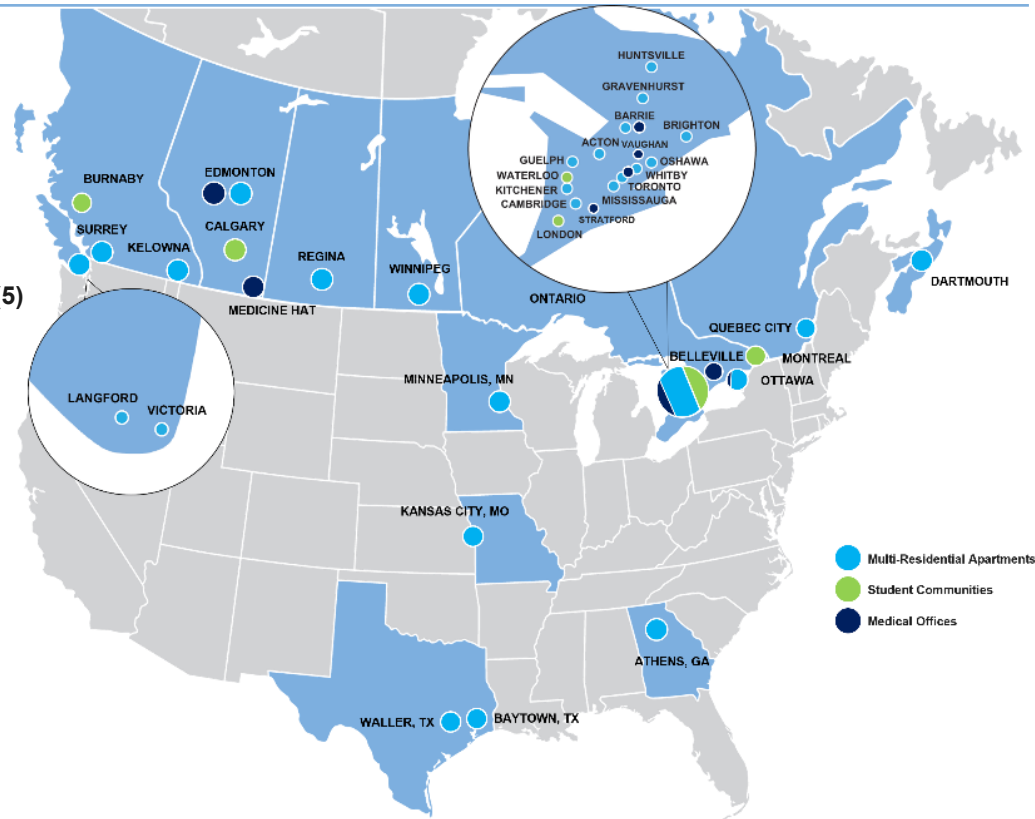 HUNTSVILLE
GRAVENHURST
BARRIE
BRIGHTON
ACTON
VAUGHAN
GUELPH
OSHAWA
WATERLOO
WHITBY
KITCHENER
TORONTO
CAMBRIDGE
MISSISSAUGA
STRATFORD
LONDON
BURNABY
EDMONTON
SURREY
CALGARY
KELOWNA
REGINA
WINNIPEG
DARTMOUTH
5)
ONTARIO
MEDICINE HAT
QUEBEC CITY
BELLEVILLE
MONTREAL
MINNEAPOLIS, MN
OTTAWA
LANGFORD
VICTORIA
KANSAS CITY, MO
Multi-Residential Apartments
Student Communities
Medical Offices
ATHENS, GA
WALLER, TX
BAYTOWN, TX